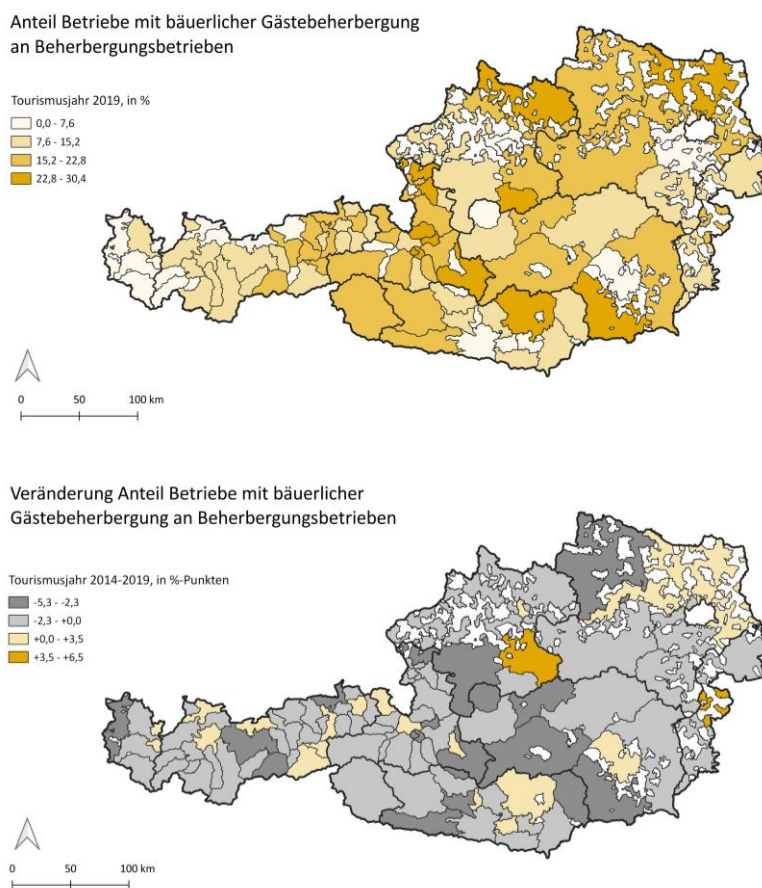 Anteil Betriebe mit bäuerlicher Gästebeherbergung
an Beherbergungsbetrieben
Tourismusjahr 2019, in %
0,0 - 7,6
7,6 - 15,2
15,2 - 22,8
22,8 - 30,4
0 50 100 km
Veränderung Anteil Betriebe mit bäuerlicher
Gästebeherbergung an Beherbergungsbetrieben
Tourismusjahr 2014-2019, in %-Punkten
-5,3 - -2,3
-2,3 - +0,0
+0,0 - +3,5
+3,5 - +6,5
0 50 100 km